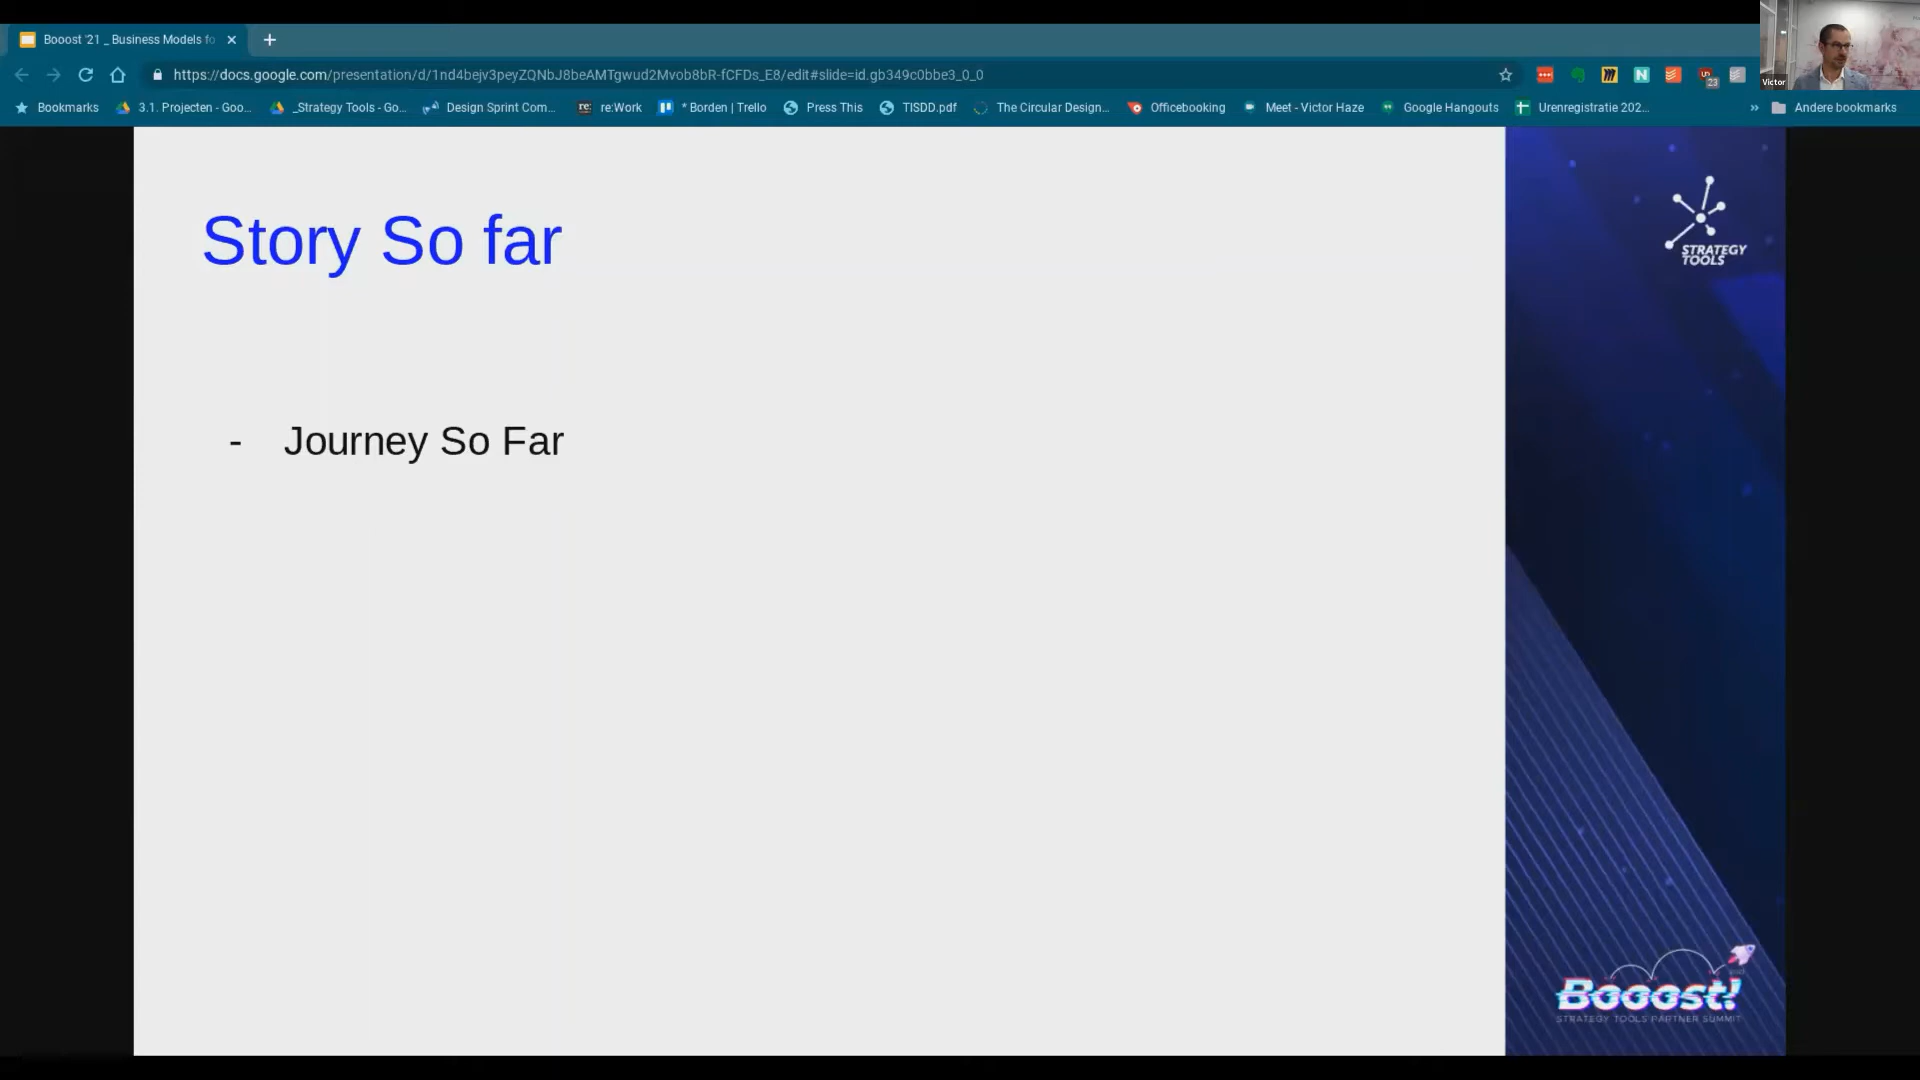 Booost '21 _ Business Models fo
https://docs.google.com/presentation/d/1nd4bejv3peyZQNbJ8beAMTgwud2Mvob8bR-fCFDs_E8/edit#slide=id.gb349c0bbe3_0_0
23
Victor
Bookmarks 3.1. Projecten - Goo... _Strategy Tools - Go... Design Sprint Com... re: re:Work * Borden | Trello Press This TISDD.pdf The Circular Design... Officebooking Meet - Victor Haze Google Hangouts Urenregistratie 202... » Andere bookmarks
Story So far
STRATEGY
TOOLS
- Journey So Far
Booost!
STRATEGY TOOLS PARTNER SUMMIT